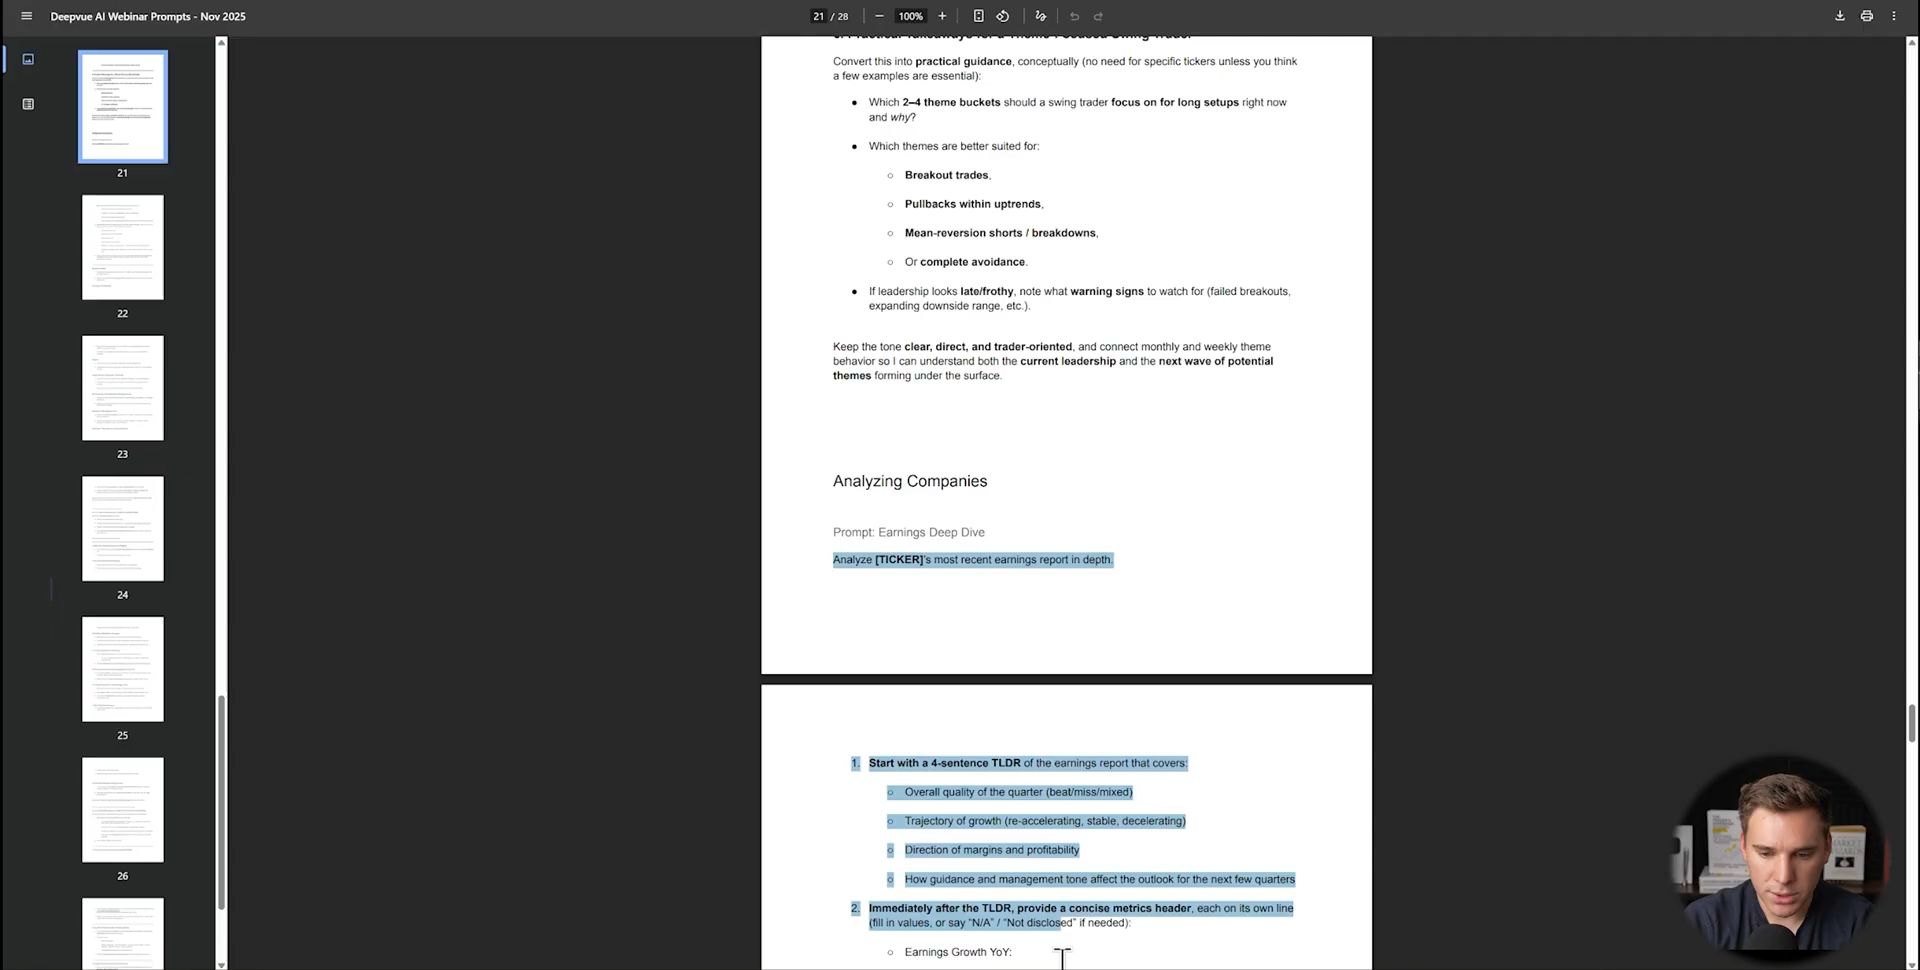 Deepvue AI Webinar Prompts - Nov 2025
21 / 28
100%
Convert this into practical guidance, conceptually (no need for specific tickers unless you think
a few examples are essential):
● Which 2–4 theme buckets should a swing trader focus on for long setups right now
and why?
● Which themes are better suited for:
○ Breakout trades,
○ Pullbacks within uptrends,
○ Mean-reversion shorts / breakdowns,
○ Or complete avoidance.
● If leadership looks late/frothy, note what warning signs to watch for (failed breakouts,
expanding downside range, etc.).
Keep the tone clear, direct, and trader-oriented, and connect monthly and weekly theme
behavior so I can understand both the current leadership and the next wave of potential
themes forming under the surface.
Analyzing Companies
Prompt: Earnings Deep Dive
Analyze [TICKER]'s most recent earnings report in depth.
1. Start with a 4-sentence TLDR of the earnings report that covers:
○ Overall quality of the quarter (beat/miss/mixed)
○ Trajectory of growth (re-accelerating, stable, decelerating)
○ Direction of margins and profitability
○ How guidance and management tone affect the outlook for the next few quarters
2. Immediately after the TLDR, provide a concise metrics header, each on its own line
(fill in values, or say “N/A” / “Not disclosed” if needed):
○ Earnings Growth YoY:
21
22
23
24
25
26